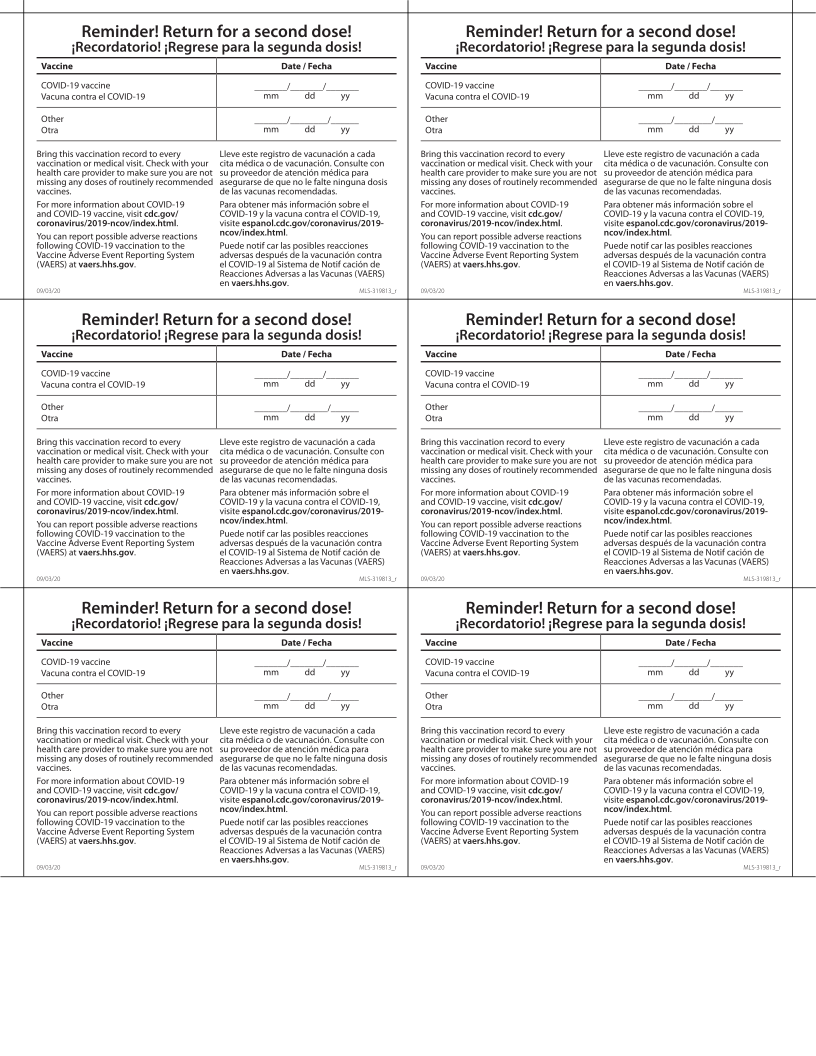 Reminder! Return for a second dose!
¡Recordatorio! ¡Regrese para la segunda dosis!
Vaccine Date / Fecha
COVID-19 vaccine
Vacuna contra el COVID-19
_______/_______/_______
mm dd yy
Other
Otra
_______/_______/_______
mm dd yy
Bring this vaccination record to every
vaccination or medical visit. Check with your
health care provider to make sure you are not
missing any doses of routinely recommended
vaccines.
For more information about COVID-19
and COVID-19 vaccine, visit cdc.gov/
coronavirus/2019-ncov/index.html.
You can report possible adverse reactions
following COVID-19 vaccination to the
Vaccine Adverse Event Reporting System
(VAERS) at vaers.hhs.gov.
Lleve este registro de vacunación a cada
cita médica o de vacunación. Consulte con
su proveedor de atención médica para
asegurarse de que no le falte ninguna dosis
de las vacunas recomendadas.
Para obtener más información sobre el
COVID-19 y la vacuna contra el COVID-19,
visite espanol.cdc.gov/coronavirus/2019-
ncov/index.html.
Puede notif car las posibles reacciones
adversas después de la vacunación contra
el COVID-19 al Sistema de Notif cación de
Reacciones Adversas a las Vacunas (VAERS)
en vaers.hhs.gov.
09/03/20 MLS-319813_r
Reminder! Return for a second dose!
¡Recordatorio! ¡Regrese para la segunda dosis!
Vaccine Date / Fecha
COVID-19 vaccine
Vacuna contra el COVID-19
_______/_______/_______
mm dd yy
Other
Otra
_______/_______/_______
mm dd yy
Bring this vaccination record to every
vaccination or medical visit. Check with your
health care provider to make sure you are not
missing any doses of routinely recommended
vaccines.
For more information about COVID-19
and COVID-19 vaccine, visit cdc.gov/
coronavirus/2019-ncov/index.html.
You can report possible adverse reactions
following COVID-19 vaccination to the
Vaccine Adverse Event Reporting System
(VAERS) at vaers.hhs.gov.
Lleve este registro de vacunación a cada
cita médica o de vacunación. Consulte con
su proveedor de atención médica para
asegurarse de que no le falte ninguna dosis
de las vacunas recomendadas.
Para obtener más información sobre el
COVID-19 y la vacuna contra el COVID-19,
visite espanol.cdc.gov/coronavirus/2019-
ncov/index.html.
Puede notif car las posibles reacciones
adversas después de la vacunación contra
el COVID-19 al Sistema de Notif cación de
Reacciones Adversas a las Vacunas (VAERS)
en vaers.hhs.gov.
09/03/20 MLS-319813_r
Reminder! Return for a second dose!
¡Recordatorio! ¡Regrese para la segunda dosis!
Vaccine Date / Fecha
COVID-19 vaccine
Vacuna contra el COVID-19
_______/_______/_______
mm dd yy
Other
Otra
_______/_______/_______
mm dd yy
Bring this vaccination record to every
vaccination or medical visit. Check with your
health care provider to make sure you are not
missing any doses of routinely recommended
vaccines.
For more information about COVID-19
and COVID-19 vaccine, visit cdc.gov/
coronavirus/2019-ncov/index.html.
You can report possible adverse reactions
following COVID-19 vaccination to the
Vaccine Adverse Event Reporting System
(VAERS) at vaers.hhs.gov.
Lleve este registro de vacunación a cada
cita médica o de vacunación. Consulte con
su proveedor de atención médica para
asegurarse de que no le falte ninguna dosis
de las vacunas recomendadas.
Para obtener más información sobre el
COVID-19 y la vacuna contra el COVID-19,
visite espanol.cdc.gov/coronavirus/2019-
ncov/index.html.
Puede notif car las posibles reacciones
adversas después de la vacunación contra
el COVID-19 al Sistema de Notif cación de
Reacciones Adversas a las Vacunas (VAERS)
en vaers.hhs.gov.
09/03/20 MLS-319813_r
Reminder! Return for a second dose!
¡Recordatorio! ¡Regrese para la segunda dosis!
Vaccine Date / Fecha
COVID-19 vaccine
Vacuna contra el COVID-19
_______/_______/_______
mm dd yy
Other
Otra
_______/_______/_______
mm dd yy
Bring this vaccination record to every
vaccination or medical visit. Check with your
health care provider to make sure you are not
missing any doses of routinely recommended
vaccines.
For more information about COVID-19
and COVID-19 vaccine, visit cdc.gov/
coronavirus/2019-ncov/index.html.
You can report possible adverse reactions
following COVID-19 vaccination to the
Vaccine Adverse Event Reporting System
(VAERS) at vaers.hhs.gov.
Lleve este registro de vacunación a cada
cita médica o de vacunación. Consulte con
su proveedor de atención médica para
asegurarse de que no le falte ninguna dosis
de las vacunas recomendadas.
Para obtener más información sobre el
COVID-19 y la vacuna contra el COVID-19,
visite espanol.cdc.gov/coronavirus/2019-
ncov/index.html.
Puede notif car las posibles reacciones
adversas después de la vacunación contra
el COVID-19 al Sistema de Notif cación de
Reacciones Adversas a las Vacunas (VAERS)
en vaers.hhs.gov.
09/03/20 MLS-319813_r
Reminder! Return for a second dose!
¡Recordatorio! ¡Regrese para la segunda dosis!
Vaccine Date / Fecha
COVID-19 vaccine
Vacuna contra el COVID-19
_______/_______/_______
mm dd yy
Other
Otra
_______/_______/_______
mm dd yy
Bring this vaccination record to every
vaccination or medical visit. Check with your
health care provider to make sure you are not
missing any doses of routinely recommended
vaccines.
For more information about COVID-19
and COVID-19 vaccine, visit cdc.gov/
coronavirus/2019-ncov/index.html.
You can report possible adverse reactions
following COVID-19 vaccination to the
Vaccine Adverse Event Reporting System
(VAERS) at vaers.hhs.gov.
Lleve este registro de vacunación a cada
cita médica o de vacunación. Consulte con
su proveedor de atención médica para
asegurarse de que no le falte ninguna dosis
de las vacunas recomendadas.
Para obtener más información sobre el
COVID-19 y la vacuna contra el COVID-19,
visite espanol.cdc.gov/coronavirus/2019-
ncov/index.html.
Puede notif car las posibles reacciones
adversas después de la vacunación contra
el COVID-19 al Sistema de Notif cación de
Reacciones Adversas a las Vacunas (VAERS)
en vaers.hhs.gov.
09/03/20 MLS-319813_r
Reminder! Return for a second dose!
¡Recordatorio! ¡Regrese para la segunda dosis!
Vaccine Date / Fecha
COVID-19 vaccine
Vacuna contra el COVID-19
_______/_______/_______
mm dd yy
Other
Otra
_______/_______/_______
mm dd yy
Bring this vaccination record to every
vaccination or medical visit. Check with your
health care provider to make sure you are not
missing any doses of routinely recommended
vaccines.
For more information about COVID-19
and COVID-19 vaccine, visit cdc.gov/
coronavirus/2019-ncov/index.html.
You can report possible adverse reactions
following COVID-19 vaccination to the
Vaccine Adverse Event Reporting System
(VAERS) at vaers.hhs.gov.
Lleve este registro de vacunación a cada
cita médica o de vacunación. Consulte con
su proveedor de atención médica para
asegurarse de que no le falte ninguna dosis
de las vacunas recomendadas.
Para obtener más información sobre el
COVID-19 y la vacuna contra el COVID-19,
visite espanol.cdc.gov/coronavirus/2019-
ncov/index.html.
Puede notif car las posibles reacciones
adversas después de la vacunación contra
el COVID-19 al Sistema de Notif cación de
Reacciones Adversas a las Vacunas (VAERS)
en vaers.hhs.gov.
09/03/20 MLS-319813_r